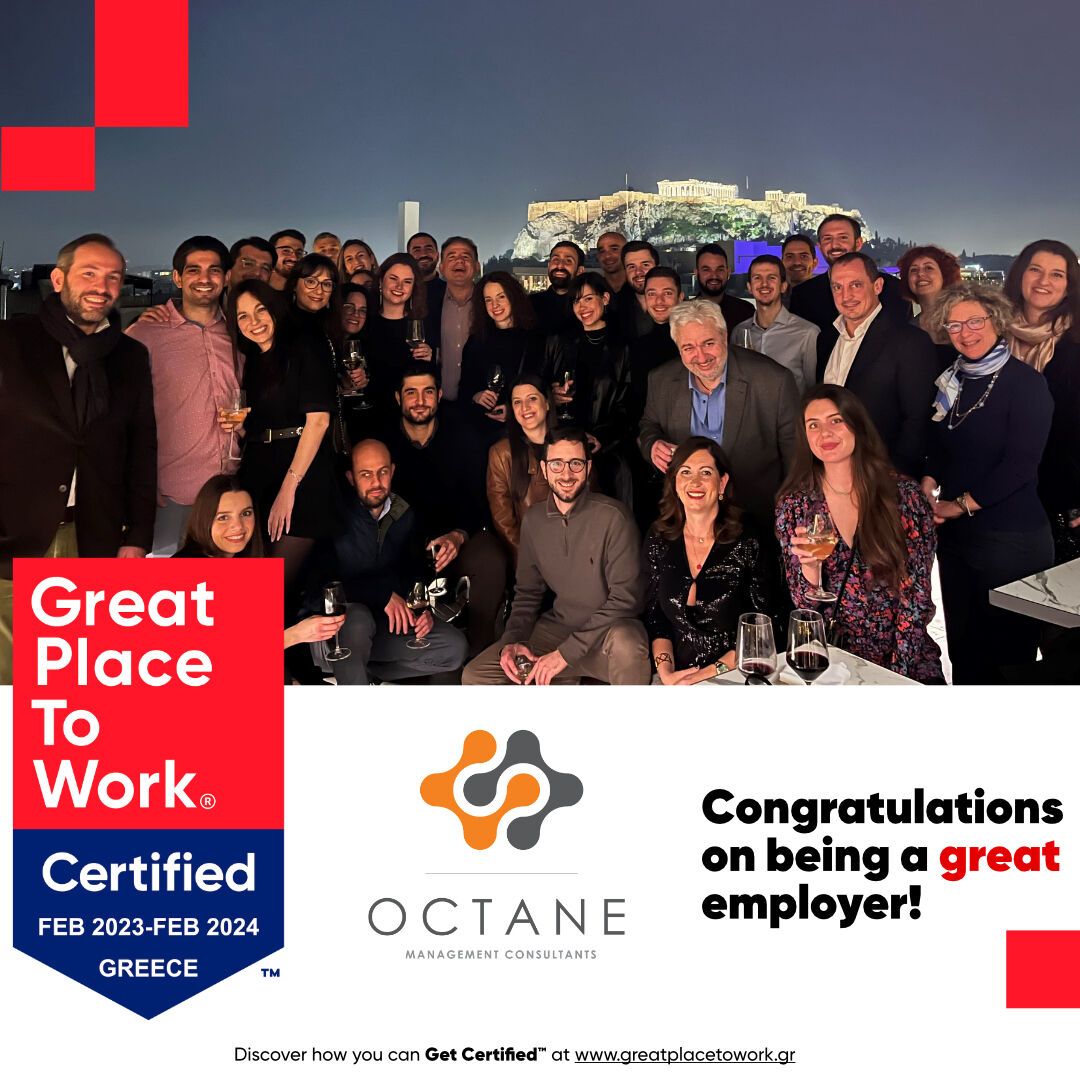 Great
Place
To
Work®
Certified
FEB 2023-FEB 2024
GREECE
™
OCTANE
MANAGEMENT CONSULTANTS
Congratulations
on being a great
employer!
Discover how you can Get Certified™ at www.greatplacetowork.gr